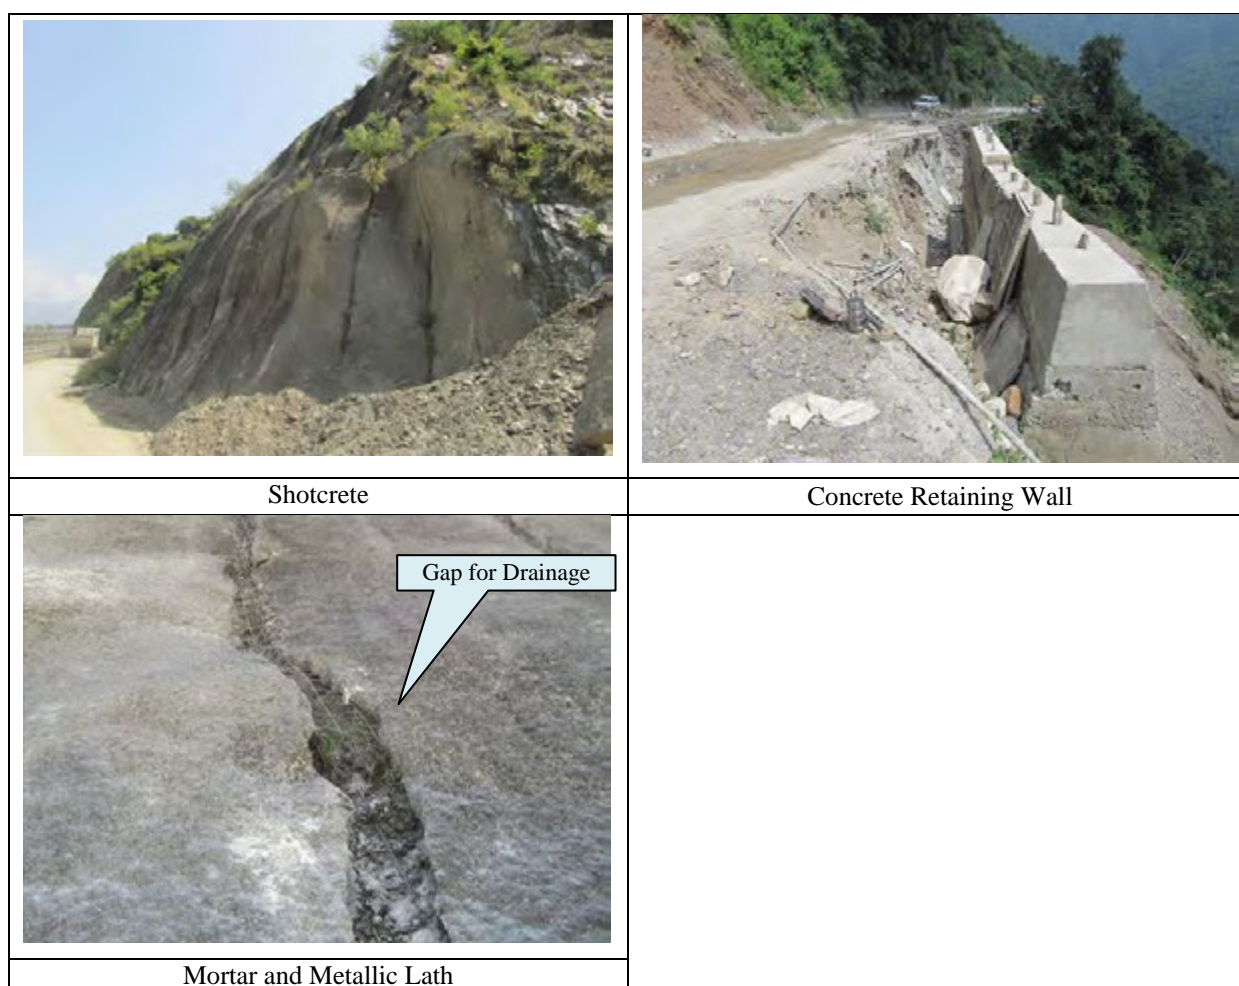 Shotcrete
Concrete Retaining Wall
Gap for Drainage
Mortar and Metallic Lath